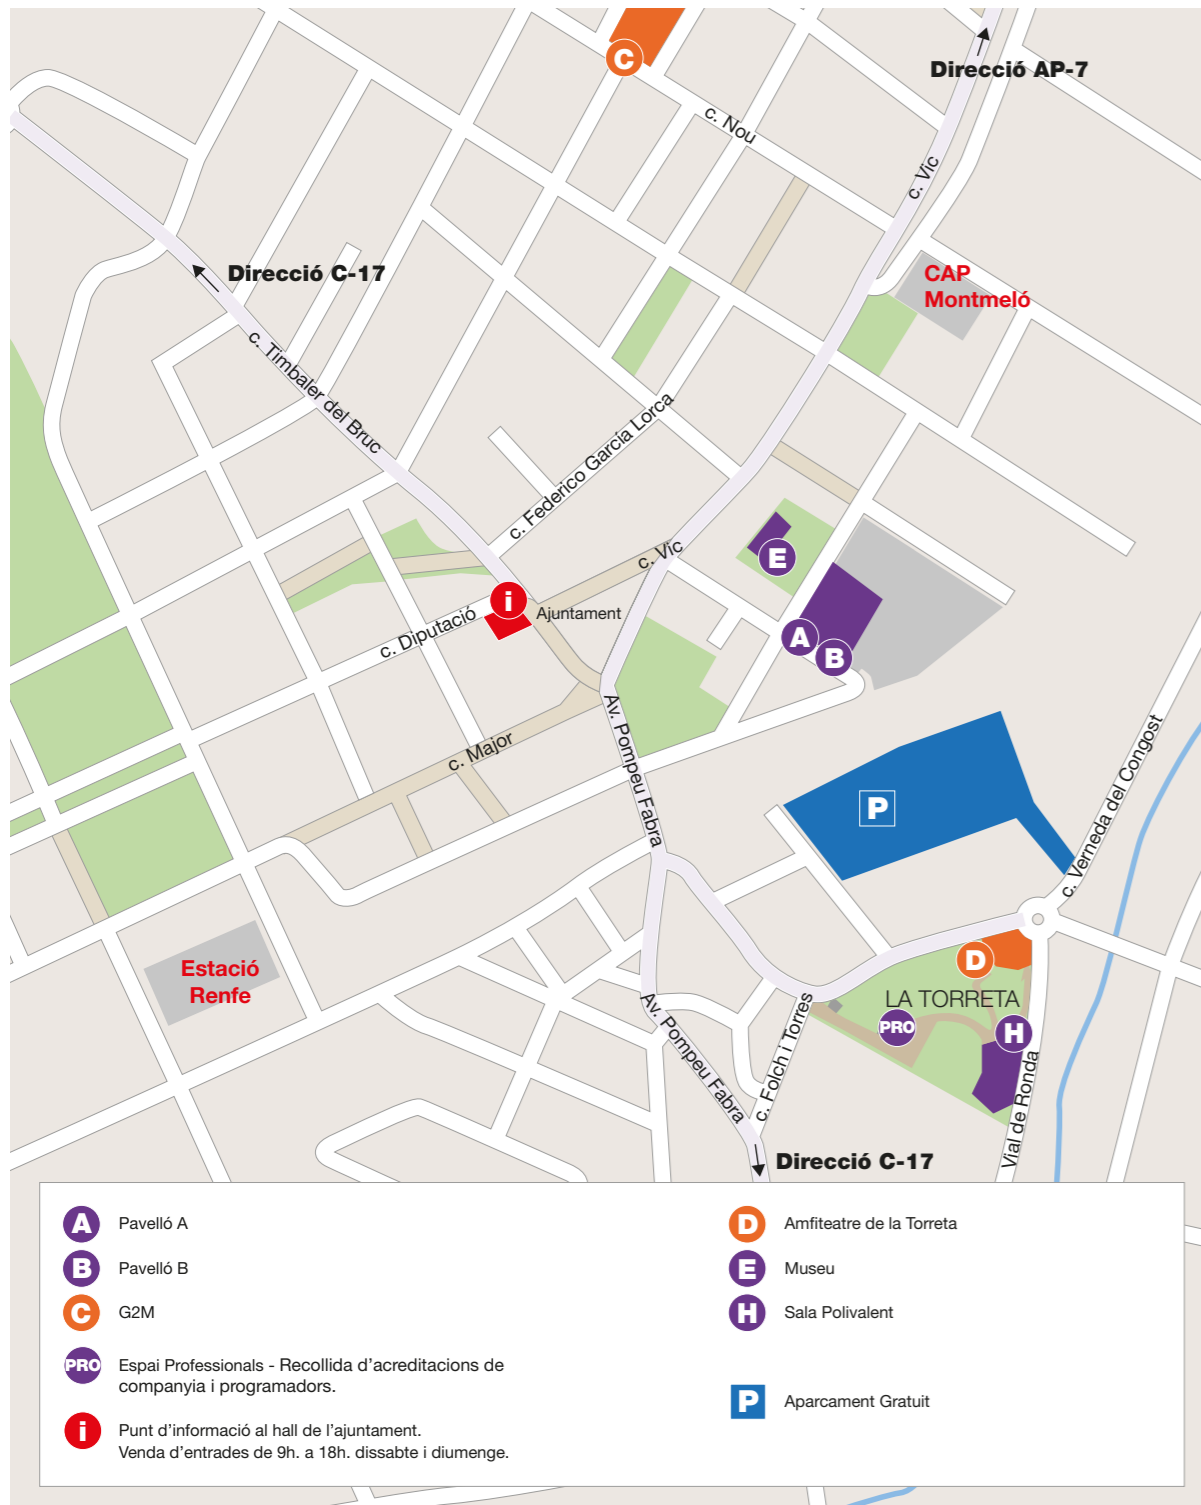 C
Direcció AP-7
c. Nou
c. Vic
Direcció C-17
CAP
Montmeló
c. Timbaler del Bruc
c. Federico García Lorca
c. Vic
E
i
Ajuntament
c. Diputació
A
B
Av. Pompeu Fabra
c. Major
P
c. Verneda del Congost
Estació
Renfe
D
LA TORRETA
PRO
H
Av. Pompeu Fabra
c. Folch i Torres
Vial de Ronda
Direcció C-17
A Pavelló A
B Pavelló B
C G2M
PRO Espai Professionals - Recollida d’acreditacions de
companyia i programadors.
i Punt d’informació al hall de l’ajuntament.
Venda d’entrades de 9h. a 18h. dissabte i diumenge.
D Amfiteatre de la Torreta
E Museu
H Sala Polivalent
P Aparcament Gratuit